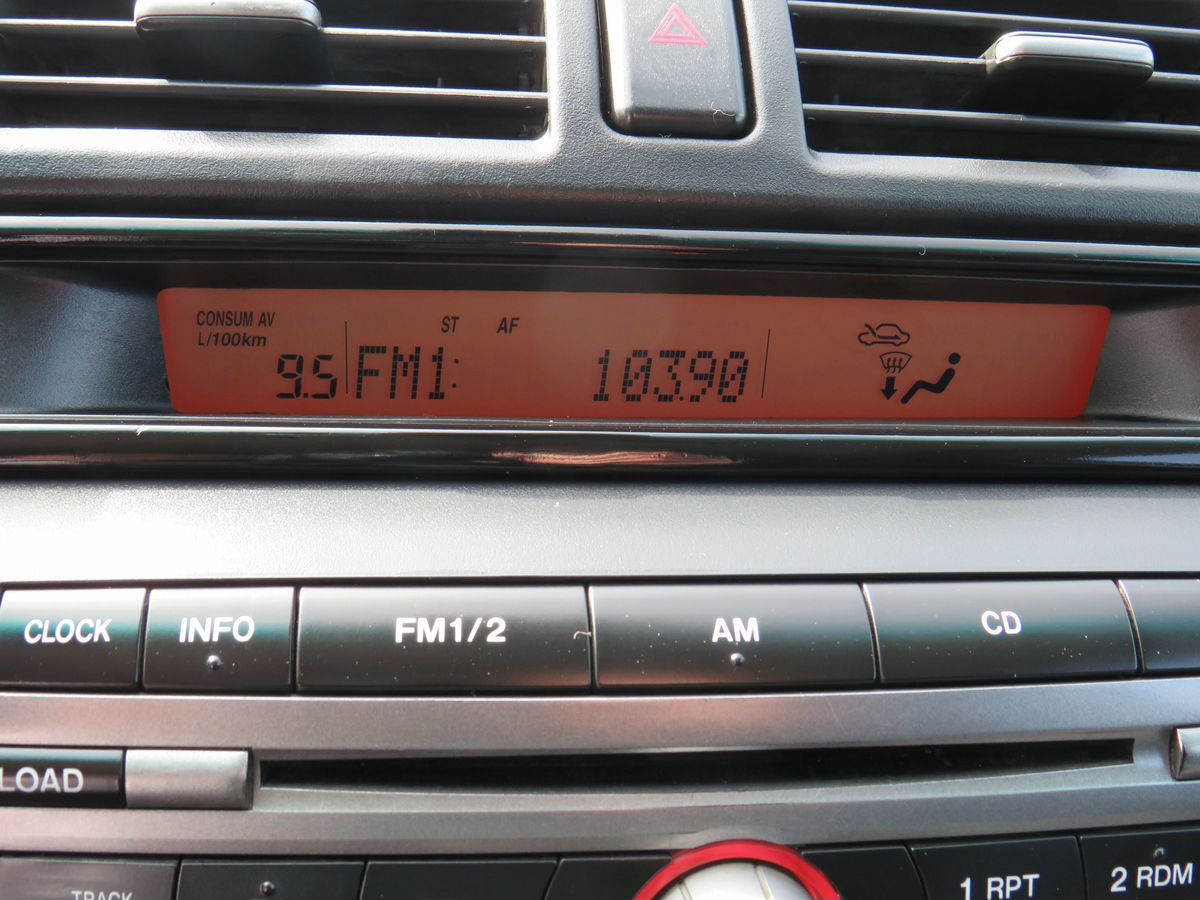 CONSUM AV ST AF
L/100km
9.5 FM1: 103.90
CLOCK INFO FM1/2 AM CD
LOAD
TRACK 1 RPT 2 RDM